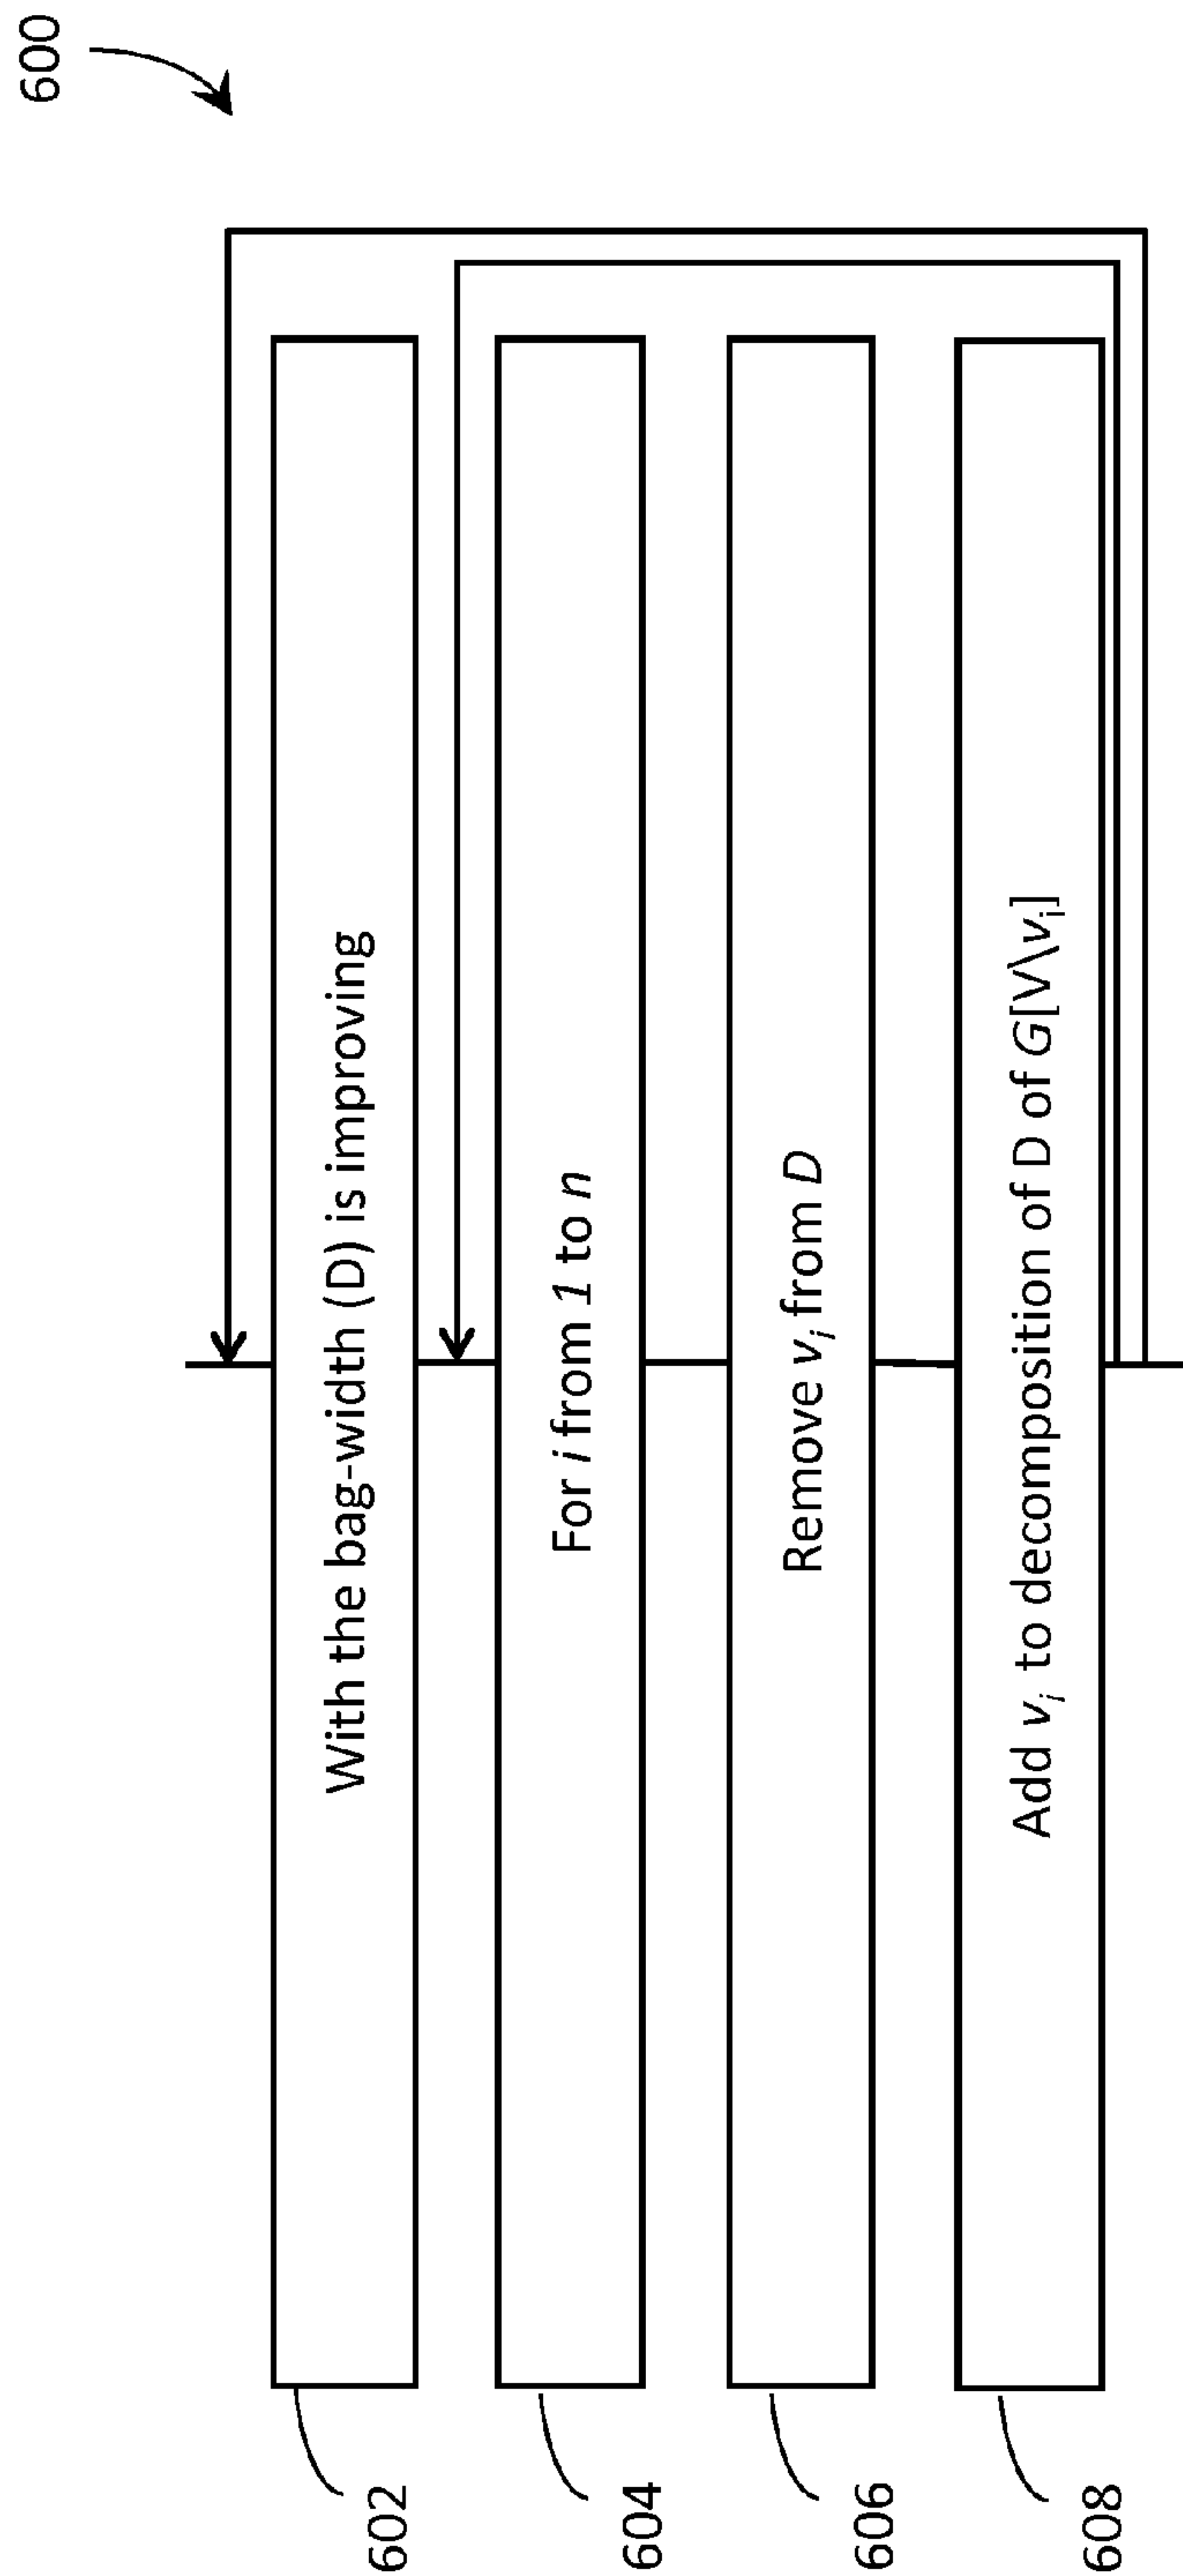 600
602
With the bag-width (D) is improving
604
For i from 1 to n
606
Remove vᵢ from D
608
Add vᵢ to decomposition of D of G[V\vᵢ]